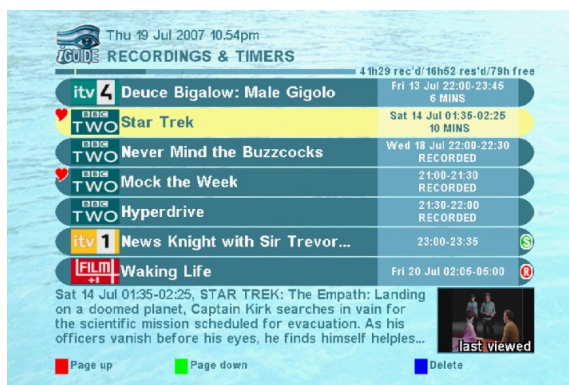 Thu 19 Jul 2007 10.54pm
iGUIDE RECORDINGS & TIMERS
41h29 rec'd/16h52 res'd/79h free
itv 4 Deuce Bigalow: Male Gigolo Fri 13 Jul 22:00-23:45
6 MINS
BBC TWO Star Trek Sat 14 Jul 01:35-02:25
10 MINS
BBC TWO Never Mind the Buzzcocks Wed 18 Jul 22:00-22:30
RECORDED
BBC TWO Mock the Week 21:00-21:30
RECORDED
BBC TWO Hyperdrive 21:30-22:00
RECORDED
itv 1 News Knight with Sir Trevor... 23:00-23:35 S
FILM4 +1 Waking Life Fri 20 Jul 02:05-05:00 R
Sat 14 Jul 01:35-02:25, STAR TREK: The Empath: Landing
on a doomed planet, Captain Kirk searches in vain for
the scientific mission scheduled for evacuation. As his
officers vanish before his eyes, he finds himself helples...
last viewed
Page up Page down Delete